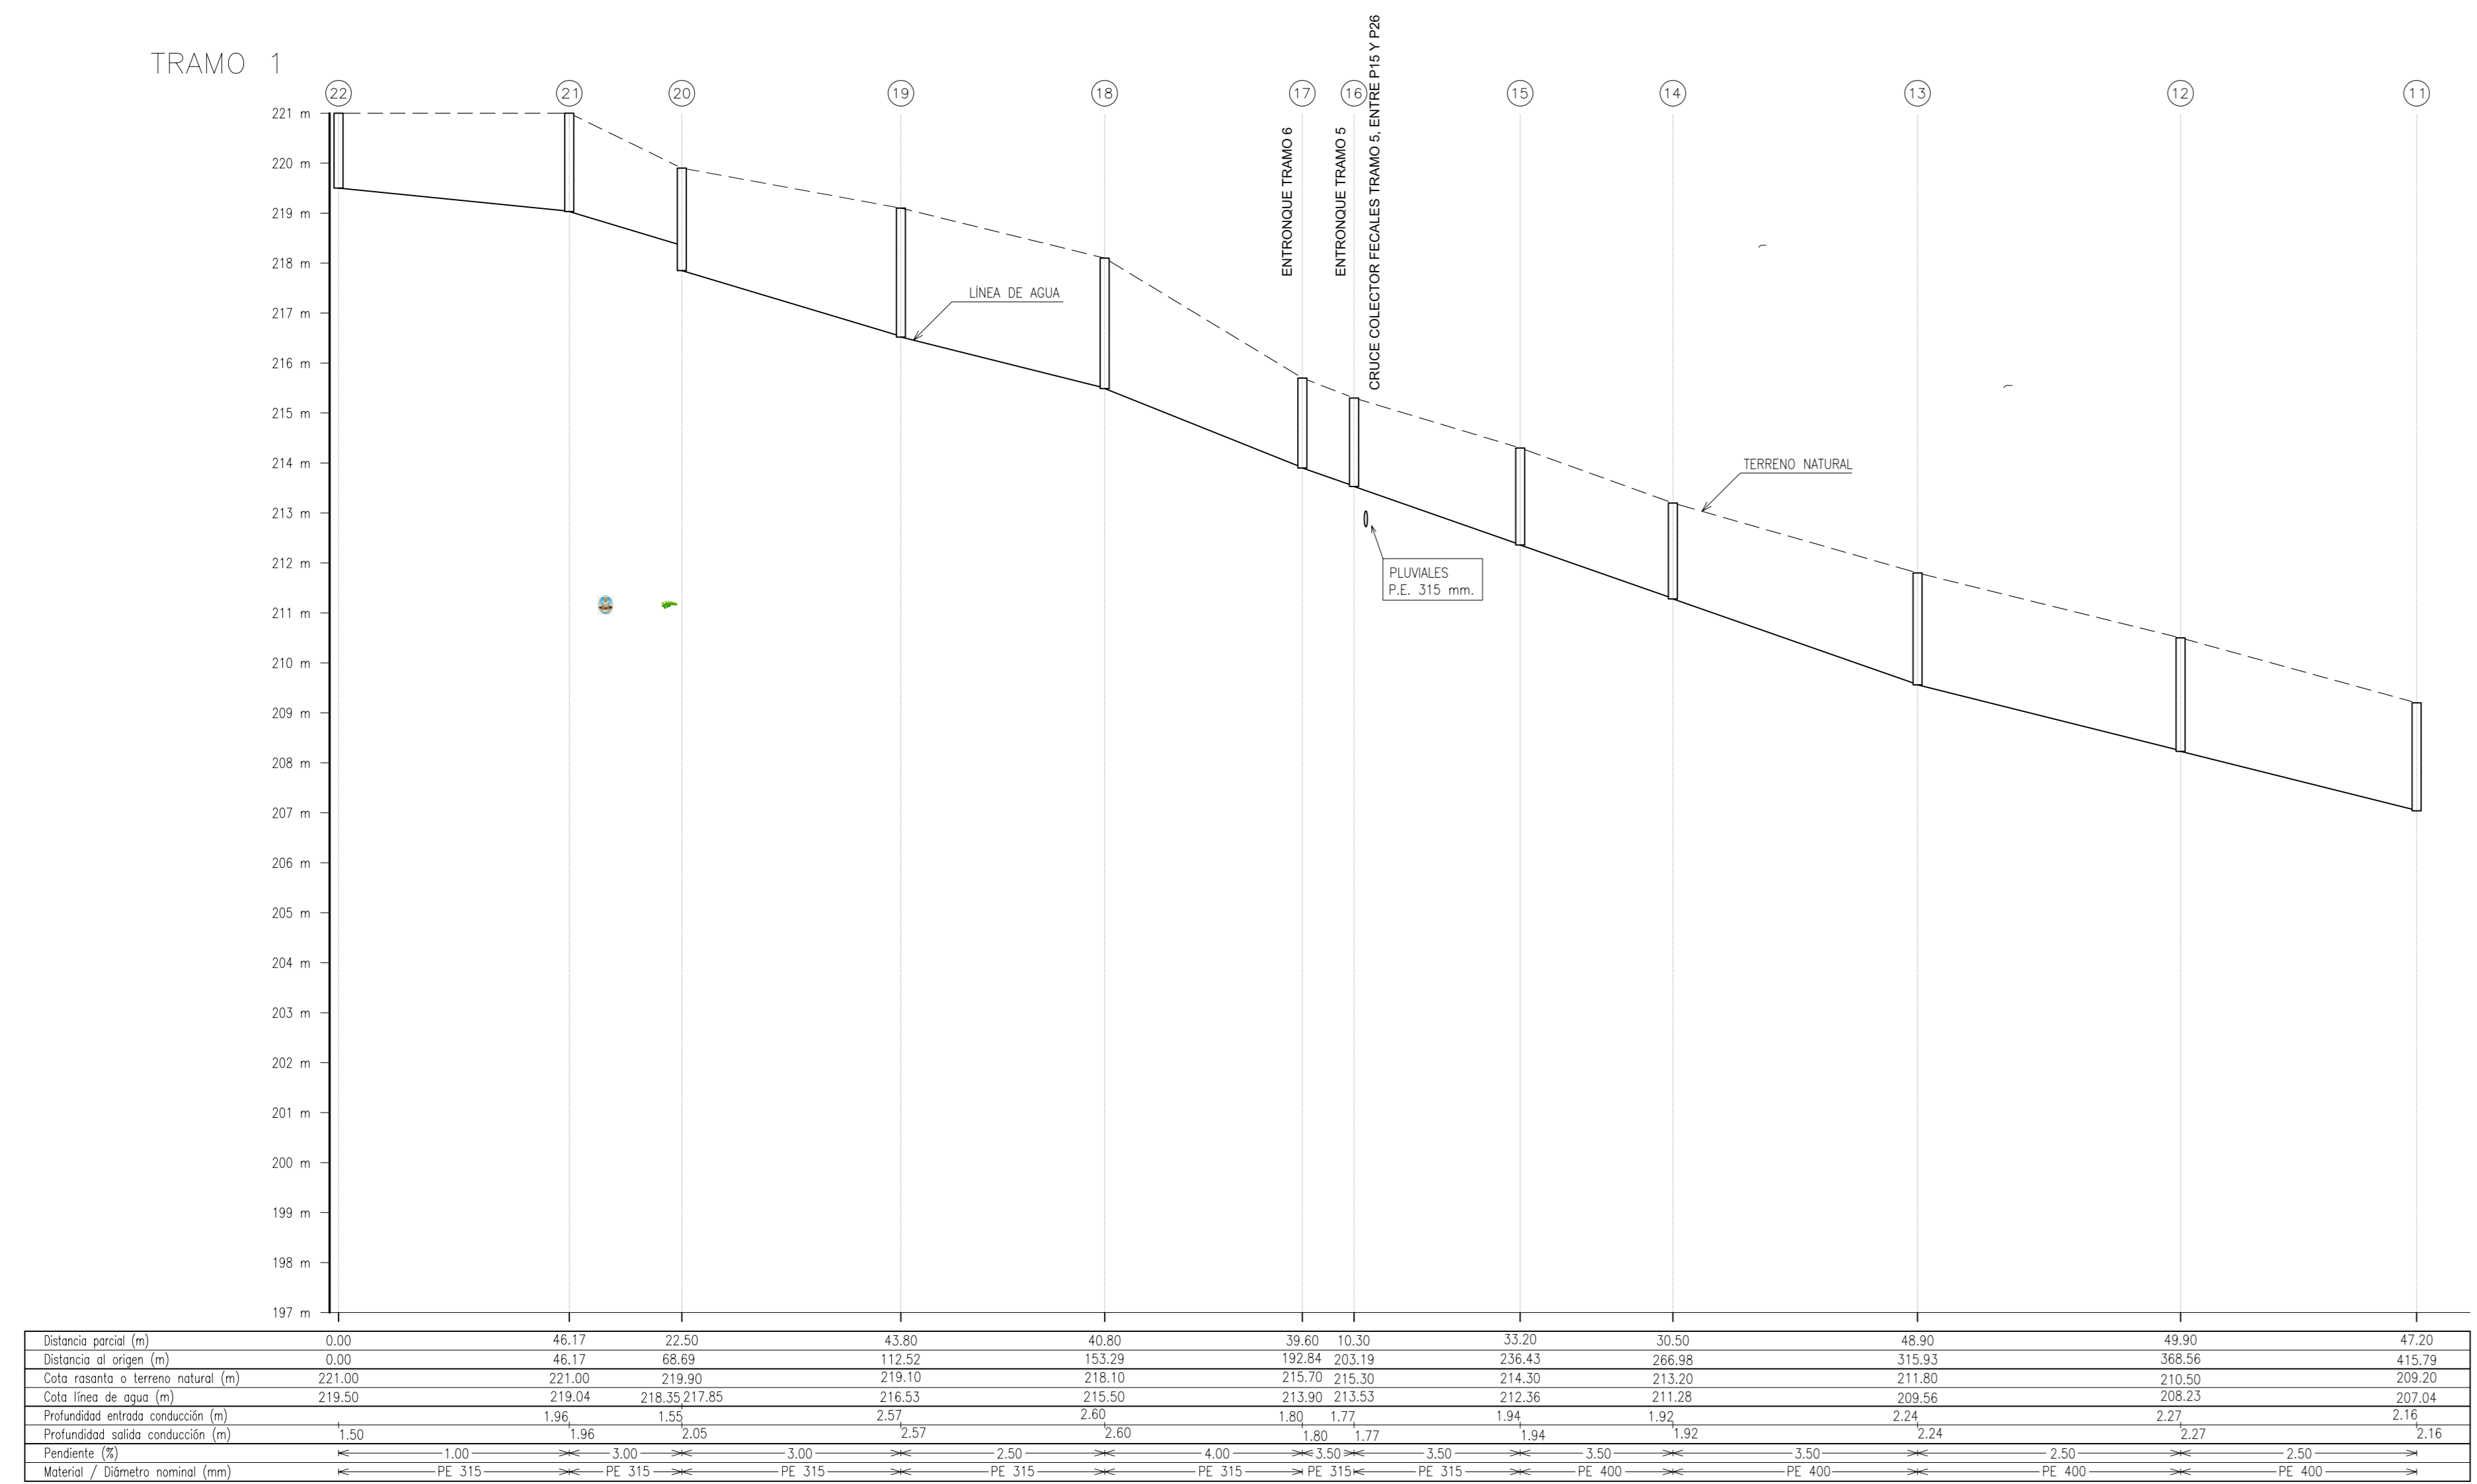 TRAMO 1
CRUCE COLECTOR FECALES TRAMO 5, ENTRE P15 Y P26
22 21 20 19 18 17 16 15 14 13 12 11
221 m
220 m
ENTRONQUE TRAMO 6
ENTRONQUE TRAMO 5
219 m
218 m
LÍNEA DE AGUA
217 m
216 m
215 m
214 m
TERRENO NATURAL
213 m
212 m
PLUVIALES
P.E. 315 mm.
211 m
210 m
209 m
208 m
207 m
206 m
205 m
204 m
203 m
202 m
201 m
200 m
199 m
198 m
197 m
Distancia parcial (m) 0.00 46.17 22.50 43.80 40.80 39.60 10.30 33.20 30.50 48.90 49.90 47.20
Distancia al origen (m) 0.00 46.17 68.69 112.52 153.29 192.84 203.19 236.43 266.98 315.93 368.56 415.79
Cota rasanta o terreno natural (m) 221.00 221.00 219.90 219.10 218.10 215.70 215.30 214.30 213.20 211.80 210.50 209.20
Cota línea de agua (m) 219.50 219.04 218.35 217.85 216.53 215.50 213.90 213.53 212.36 211.28 209.56 208.23 207.04
Profundidad entrada conducción (m) 1.96 1.55 2.57 2.60 1.80 1.77 1.94 1.92 2.24 2.27 2.16
Profundidad salida conducción (m) 1.50 1.96 2.05 2.57 2.60 1.80 1.77 1.94 1.92 2.24 2.27 2.16
Pendiente (%) 1.00 3.00 3.00 2.50 4.00 3.50 3.50 3.50 3.50 2.50 2.50
Material / Diómetro nominal (mm) PE 315 PE 315 PE 315 PE 315 PE 315 PE 315 PE 315 PE 400 PE 400 PE 400 PE 400